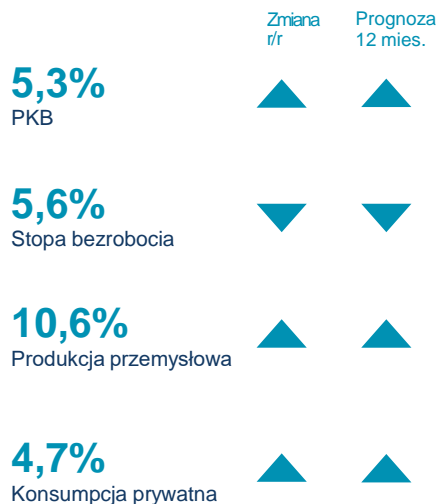 Zmiana
r/r
Prognoza
12 mies.
5,3%
PKB
5,6%
Stopa bezrobocia
10,6%
Produkcja przemysłowa
4,7%
Konsumpcja prywatna